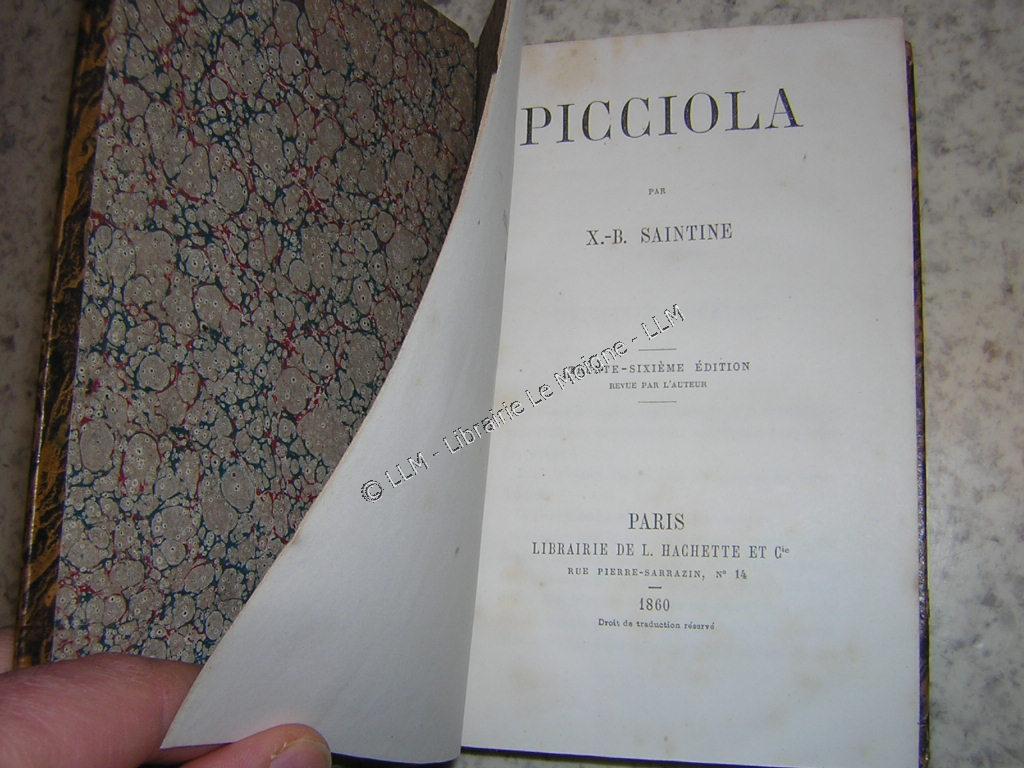 PICCIOLA
PAR
X.-B. SAINTINE
-SIXIÈME ÉDITION
REVUE PAR L'AUTEUR
© LLM - Librairie Le Moigne - LLM
PARIS
LIBRAIRIE DE L. HACHETTE ET Cie
RUE PIERRE-SARRAZIN, N° 14
1860
Droit de traduction réservé